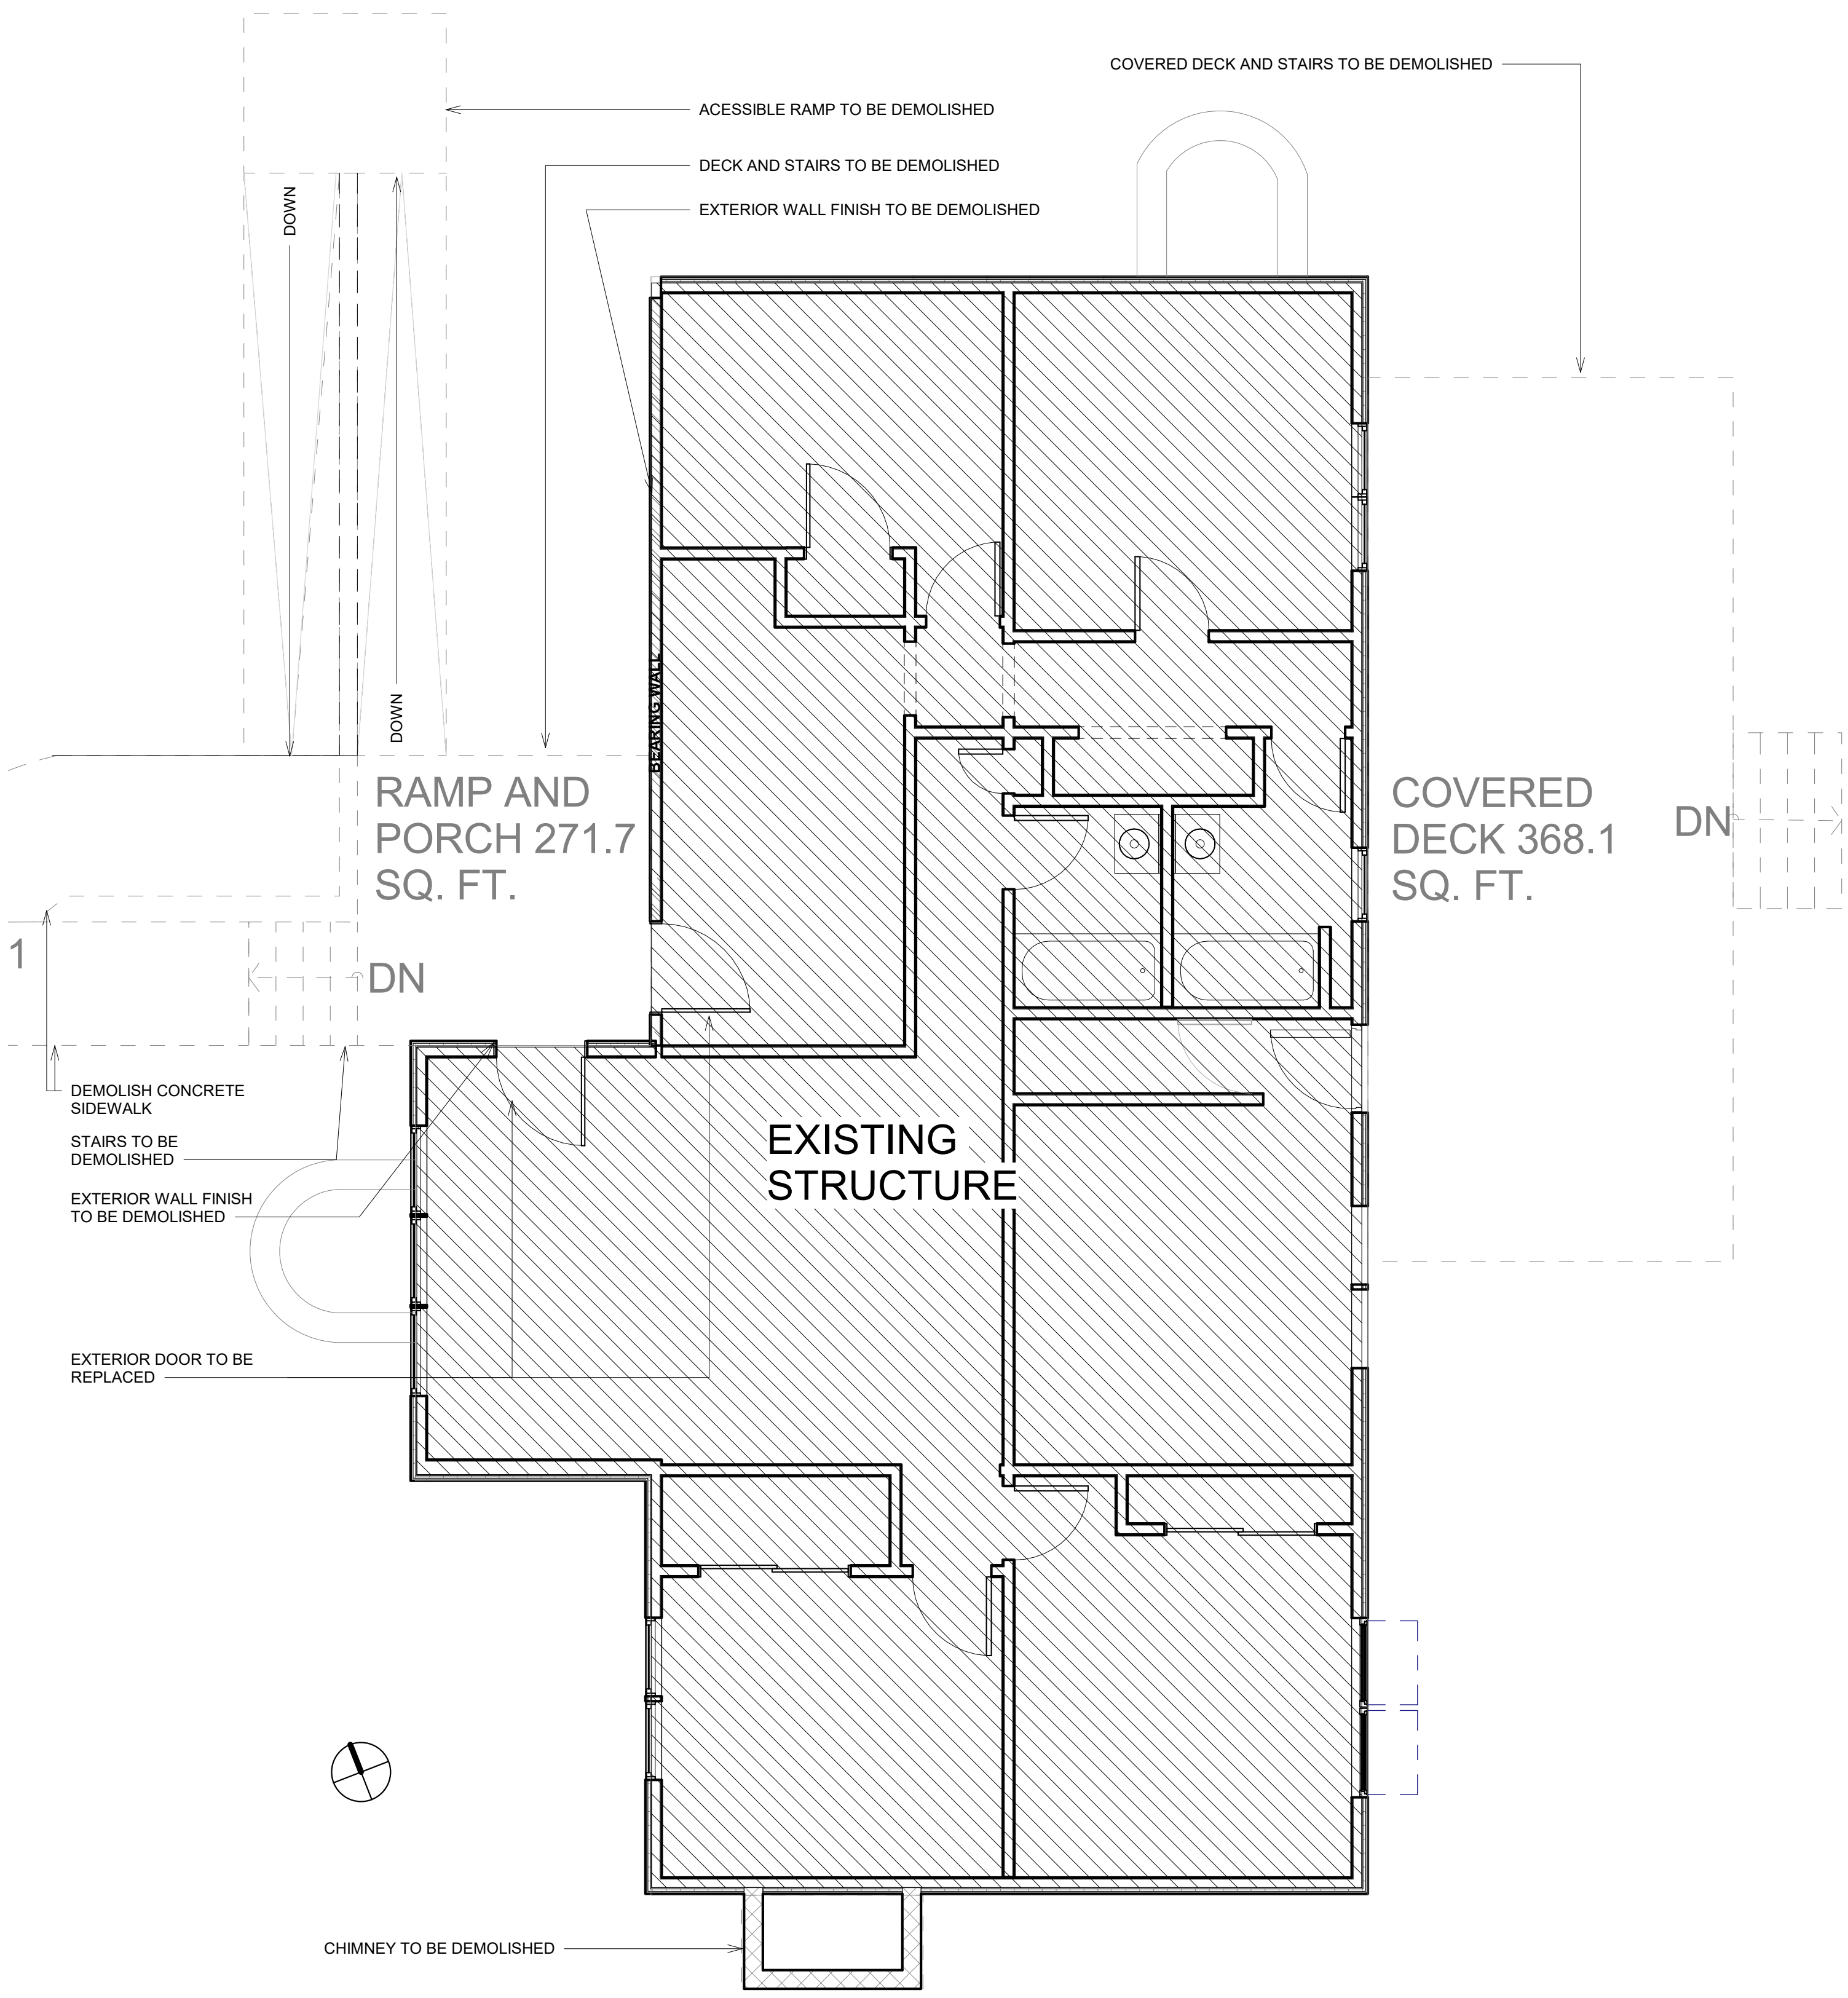 COVERED DECK AND STAIRS TO BE DEMOLISHED
ACESSIBLE RAMP TO BE DEMOLISHED
DECK AND STAIRS TO BE DEMOLISHED
EXTERIOR WALL FINISH TO BE DEMOLISHED
DOWN
DOWN
BEARING WALL
RAMP AND
PORCH 271.7
SQ. FT.
COVERED
DECK 368.1
SQ. FT.
DN
1
DN
DEMOLISH CONCRETE
SIDEWALK
STAIRS TO BE
DEMOLISHED
EXTERIOR WALL FINISH
TO BE DEMOLISHED
EXISTING
STRUCTURE
EXTERIOR DOOR TO BE
REPLACED
CHIMNEY TO BE DEMOLISHED